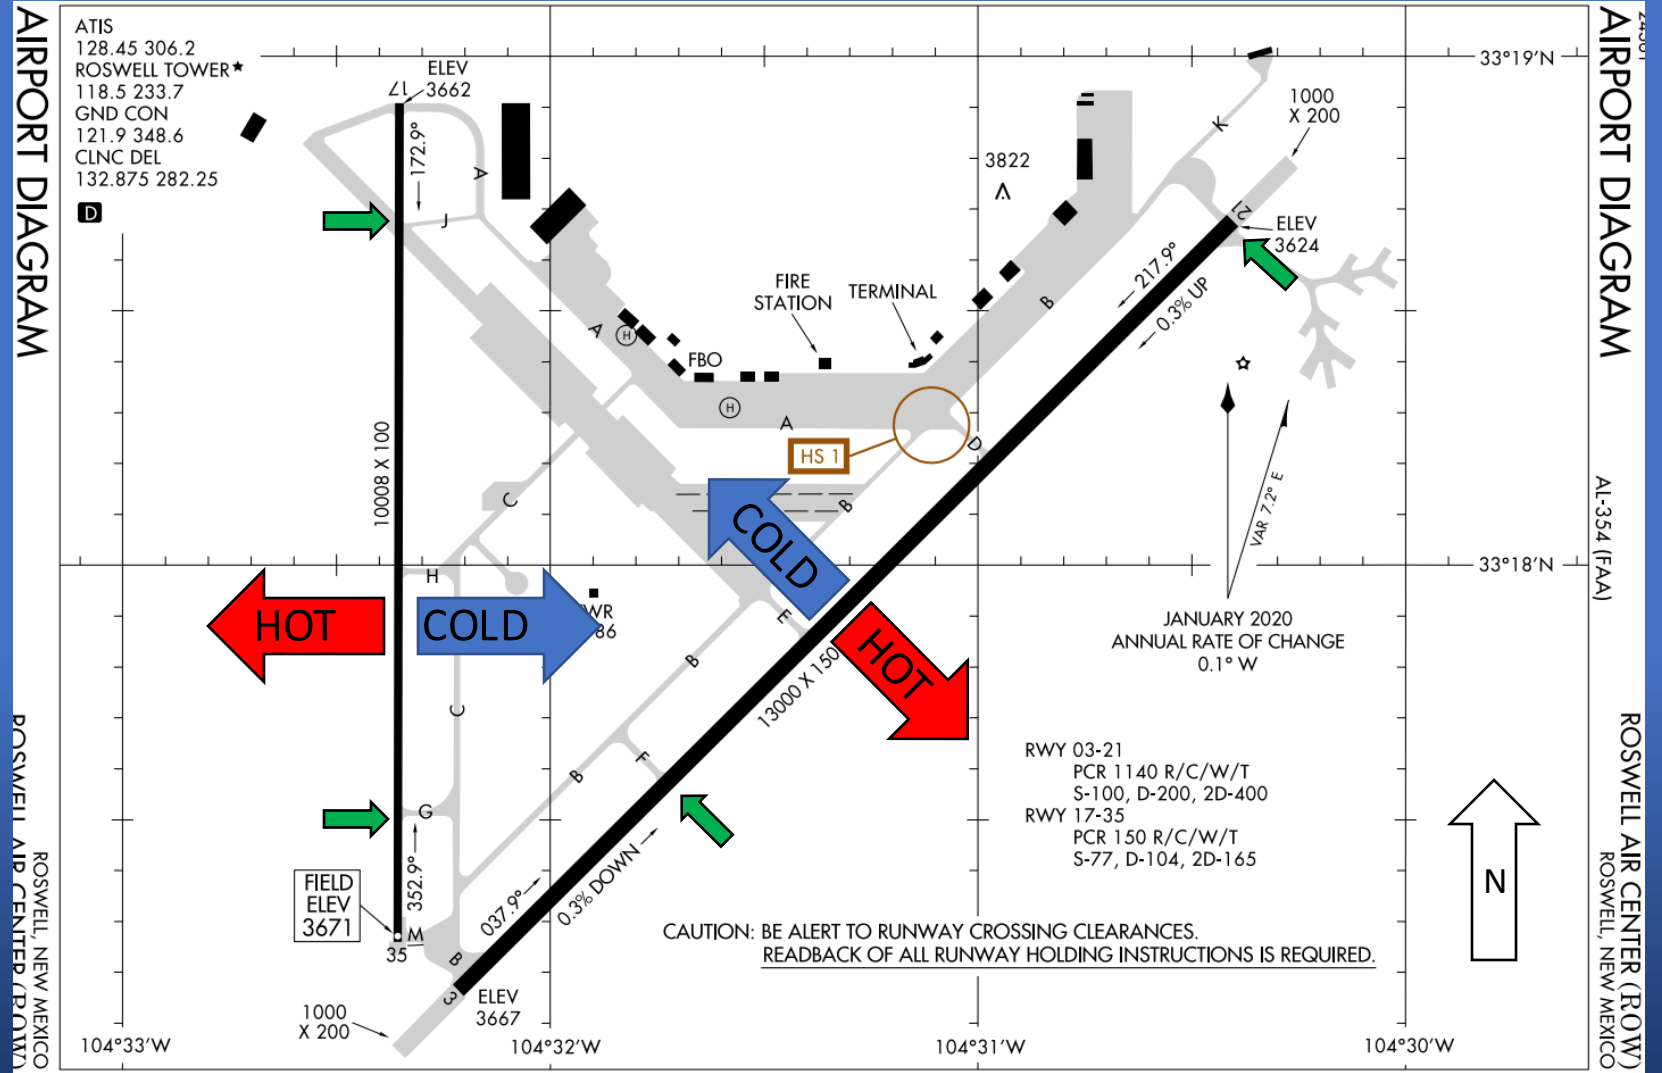 AIRPORT DIAGRAM
ATIS
128.45 306.2
ROSWELL TOWER★
118.5 233.7
GND CON
121.9 348.6
CLNC DEL
132.875 282.25
D
17
ELEV
3662
172.9°
A
J
3822
K
1000
X 200
33°19'N
AIRPORT DIAGRAM
21
ELEV
3624
217.9°
0.3% UP
B
FIRE
STATION
TERMINAL
A
H
FBO
H
A
HS 1
D
10008 X 100
C
B
VAR 7.2° E
AL-354 (FAA)
33°18'N
H
HOT
COLD
COLD
HOT
WR
86
E
B
13000 X 150
JANUARY 2020
ANNUAL RATE OF CHANGE
0.1° W
C
F
B
G
352.9°
RWY 03-21
PCR 1140 R/C/W/T
S-100, D-200, 2D-400
RWY 17-35
PCR 150 R/C/W/T
S-77, D-104, 2D-165
N
FIELD
ELEV
3671
M
35
037.9°
0.3% DOWN
B
3
ELEV
3667
1000
X 200
CAUTION: BE ALERT TO RUNWAY CROSSING CLEARANCES.
READBACK OF ALL RUNWAY HOLDING INSTRUCTIONS IS REQUIRED.
104°33'W
104°32'W
104°31'W
104°30'W
ROSWELL, NEW MEXICO
ROSWELL AIR CENTER (ROW)
ROSWELL AIR CENTER (ROW)
ROSWELL, NEW MEXICO